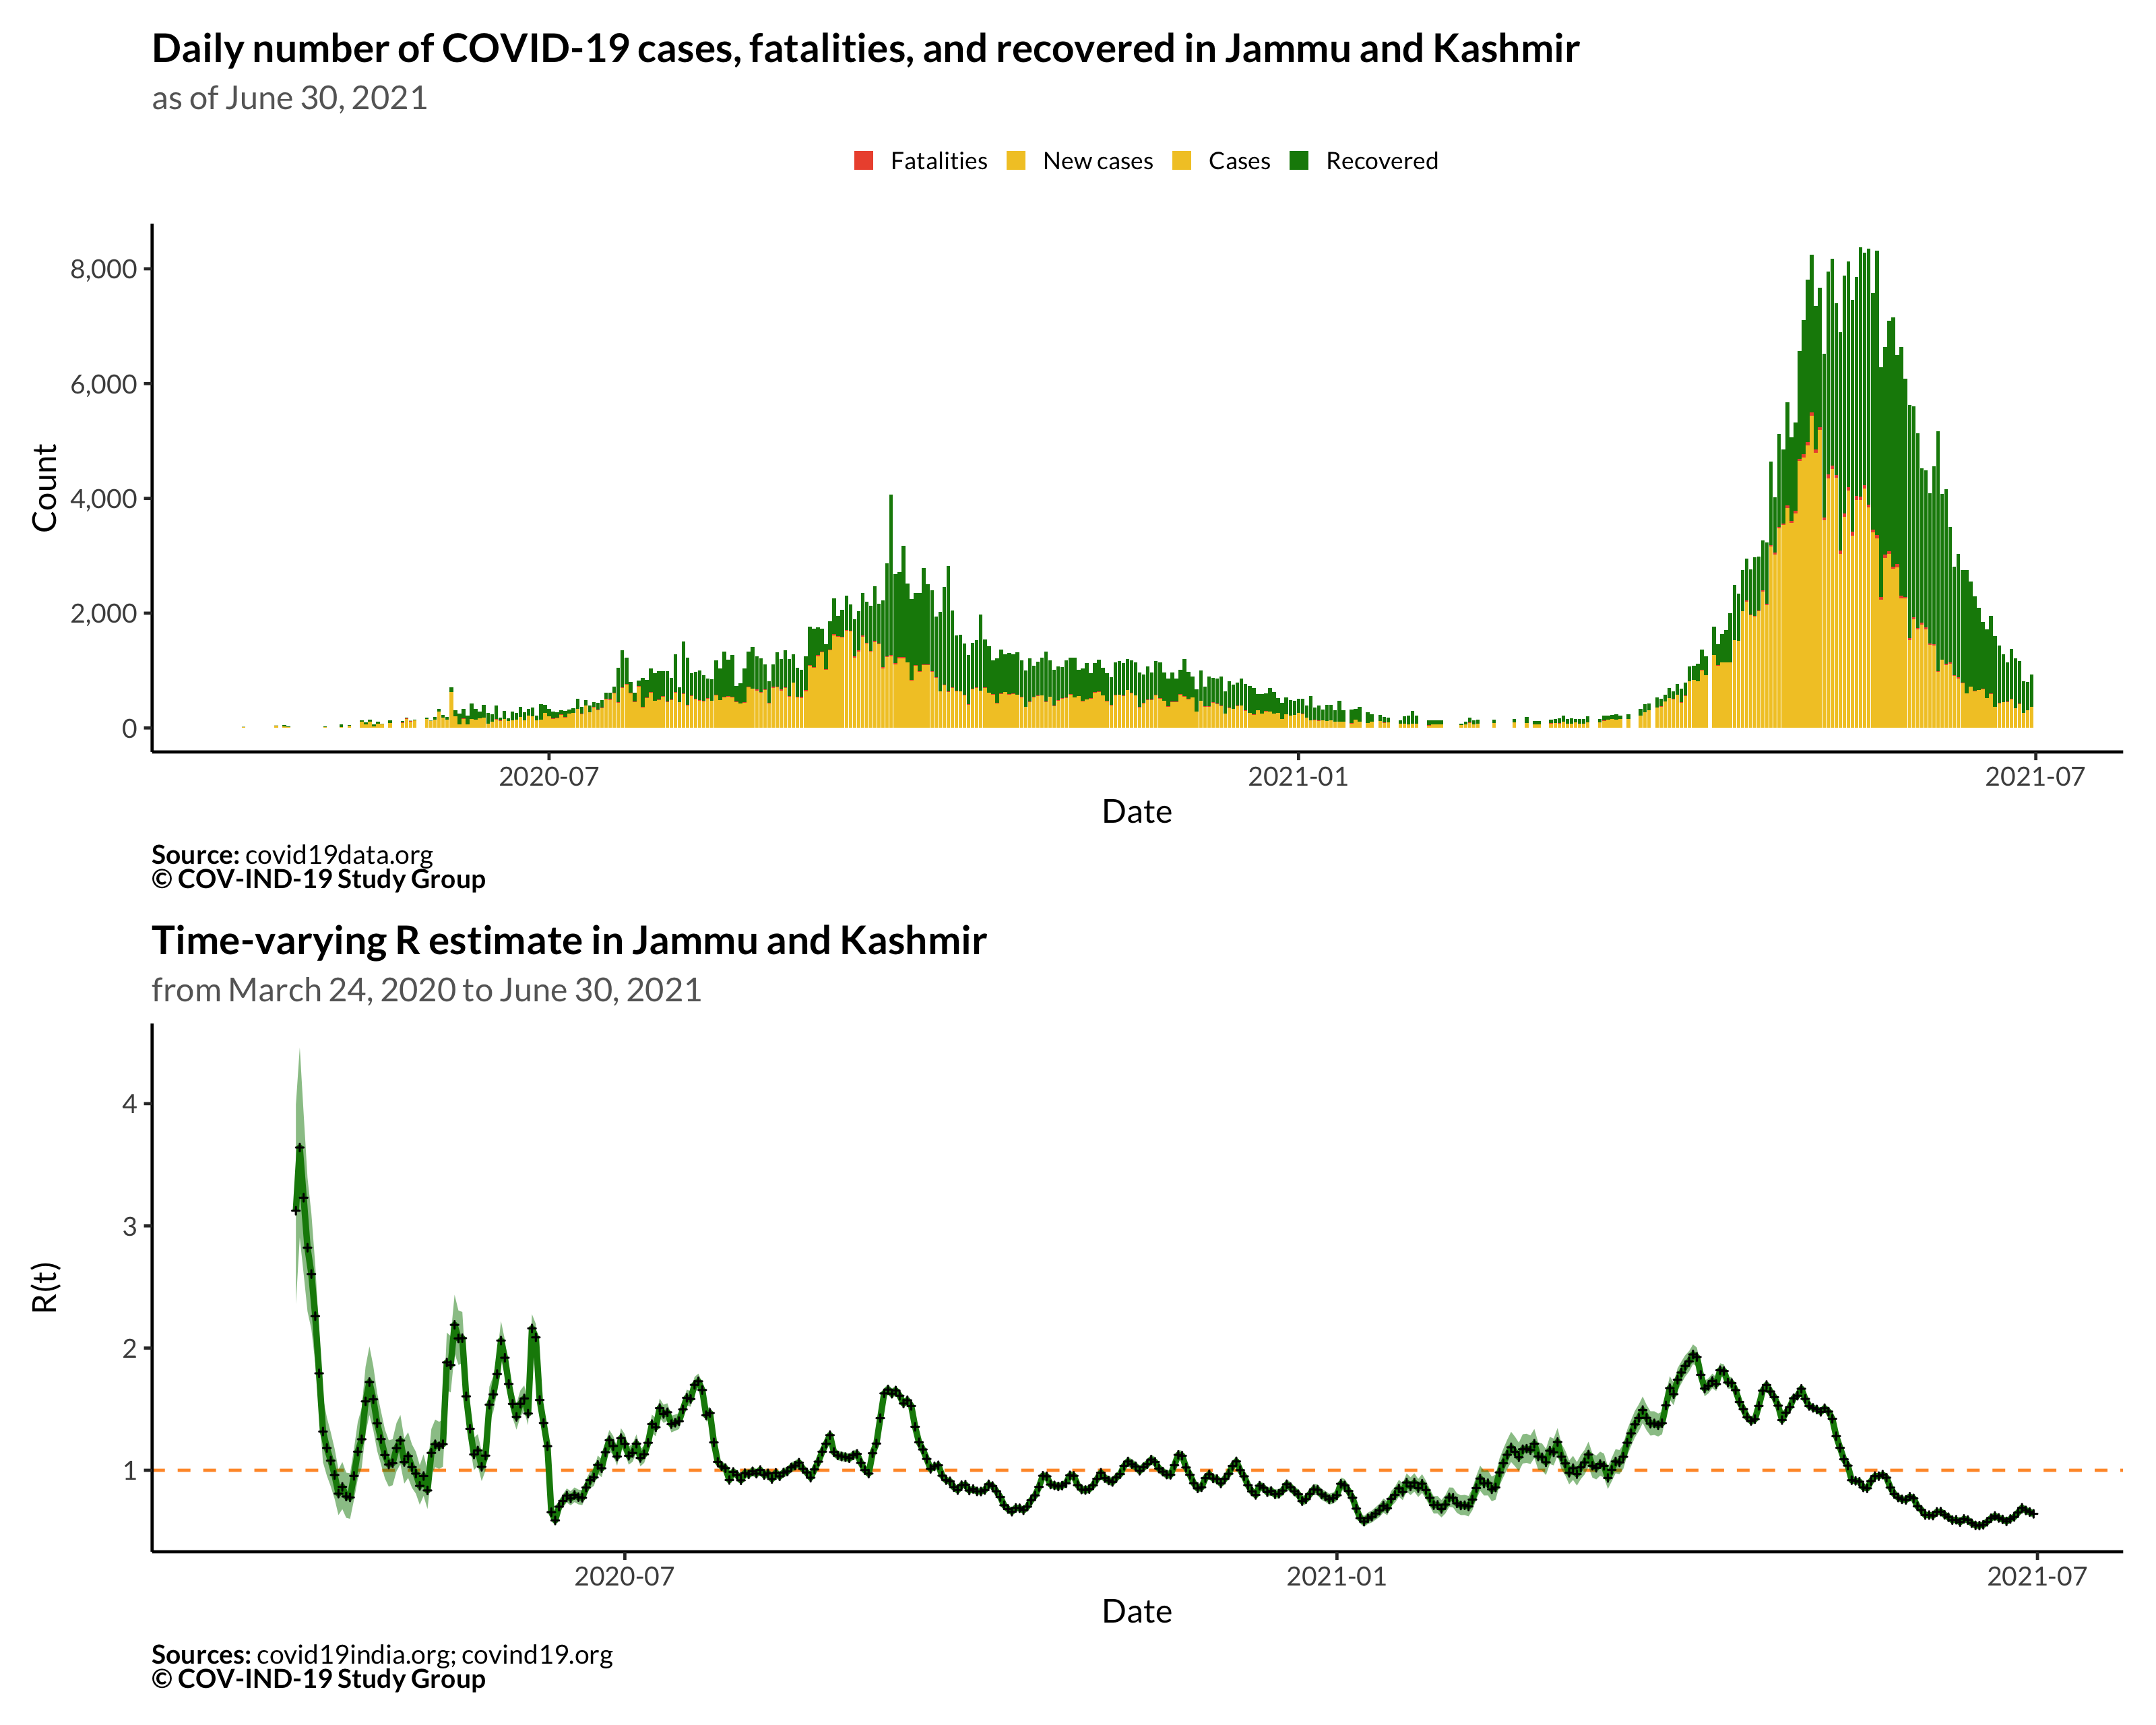 Daily number of COVID-19 cases, fatalities, and recovered in Jammu and Kashmir
as of June 30, 2021
Fatalities New cases Cases Recovered
8,000
6,000
4,000
2,000
0
Count
2020-07 2021-01 2021-07
Date
Source: covid19data.org
© COV-IND-19 Study Group
Time-varying R estimate in Jammu and Kashmir
from March 24, 2020 to June 30, 2021
4
3
2
1
R(t)
2020-07 2021-01 2021-07
Date
Sources: covid19india.org; covind19.org
© COV-IND-19 Study Group